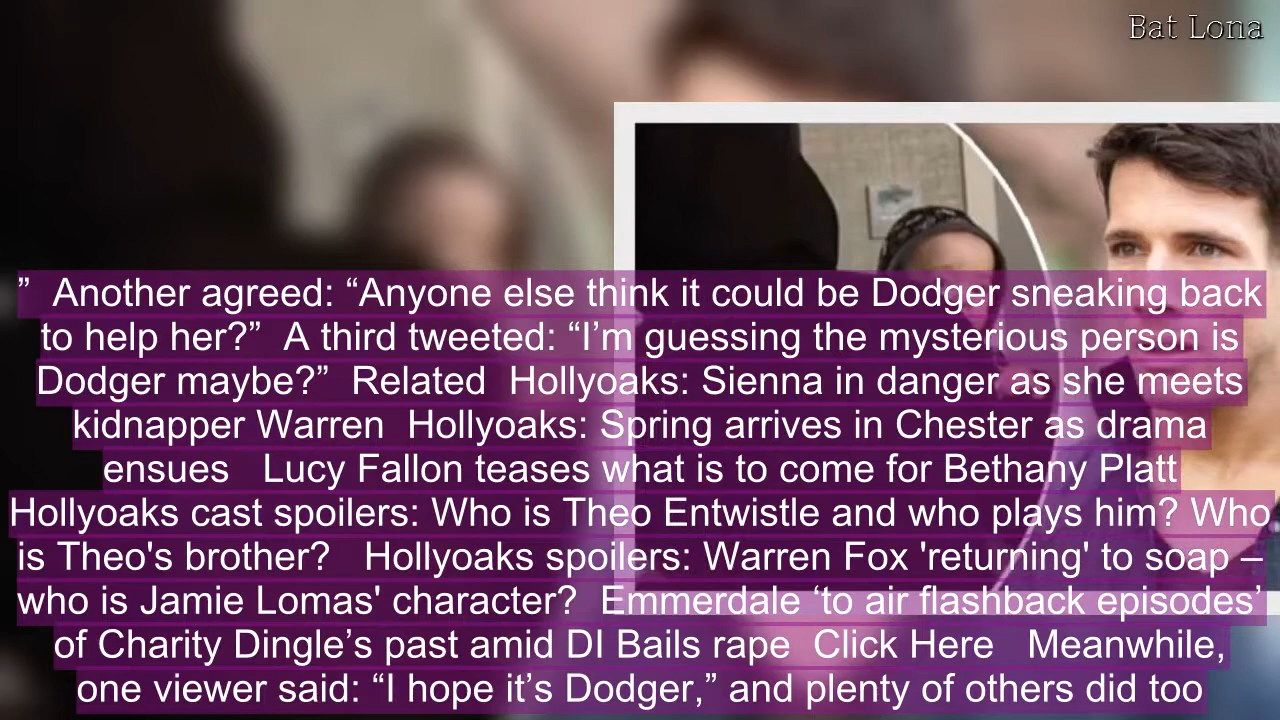 Bat Lona
”  Another agreed: “Anyone else think it could be Dodger sneaking back
to help her?”  A third tweeted: “I’m guessing the mysterious person is
Dodger maybe?”  Related  Hollyoaks: Sienna in danger as she meets
kidnapper Warren  Hollyoaks: Spring arrives in Chester as drama
ensues   Lucy Fallon teases what is to come for Bethany Platt
Hollyoaks cast spoilers: Who is Theo Entwistle and who plays him? Who
is Theo's brother?   Hollyoaks spoilers: Warren Fox 'returning' to soap –
who is Jamie Lomas' character?  Emmerdale ‘to air flashback episodes’
of Charity Dingle’s past amid DI Bails rape  Click Here   Meanwhile,
one viewer said: “I hope it’s Dodger,” and plenty of others did too